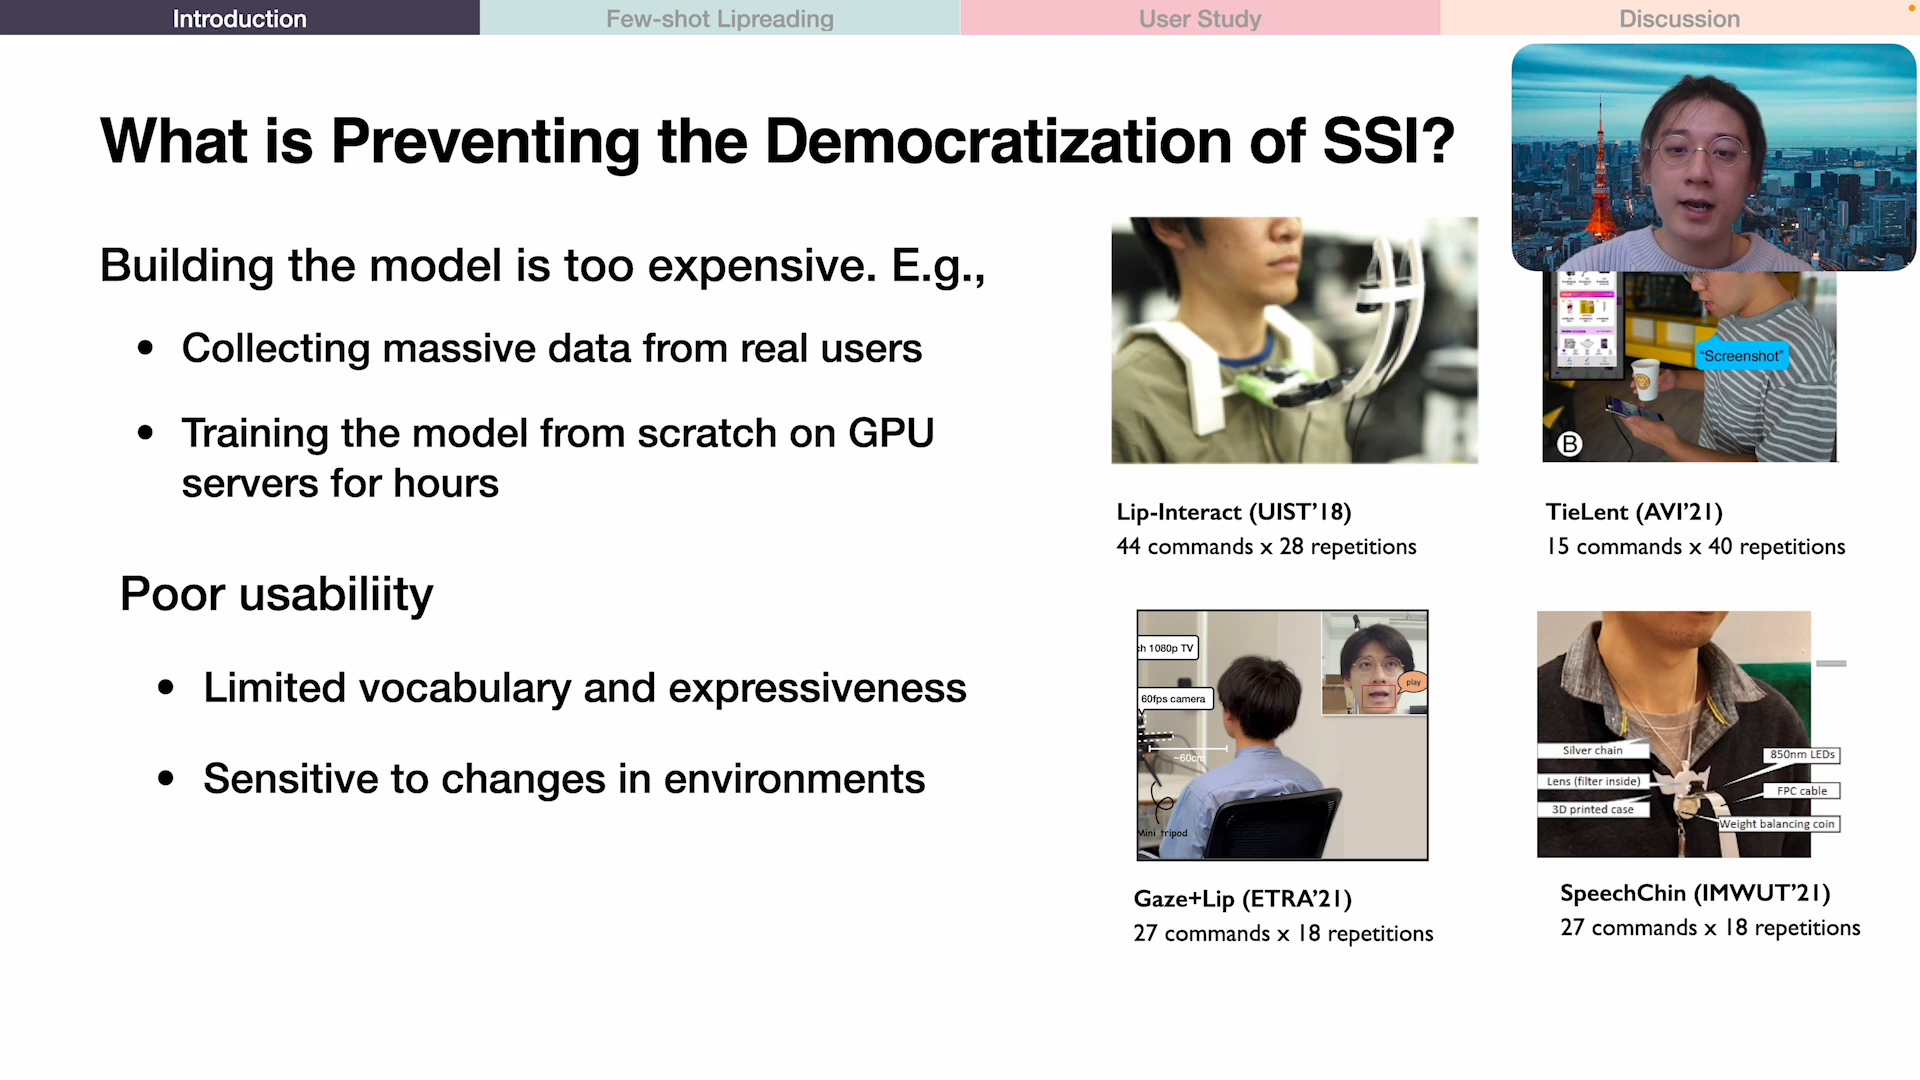 Introduction
Few-shot Lipreading
User Study
Discussion
What is Preventing the Democratization of SSI?
Building the model is too expensive. E.g.,
• Collecting massive data from real users
• Training the model from scratch on GPU
servers for hours
Poor usabiliity
• Limited vocabulary and expressiveness
• Sensitive to changes in environments
Lip-Interact (UIST’18)
44 commands x 28 repetitions
“Screenshot”
B
TieLent (AVI’21)
15 commands x 40 repetitions
ch 1080p TV
60fps camera
~60cm
Mini tripod
play
Gaze+Lip (ETRA’21)
27 commands x 18 repetitions
Silver chain
Lens (filter inside)
3D printed case
850nm LEDs
FPC cable
Weight balancing coin
SpeechChin (IMWUT’21)
27 commands x 18 repetitions